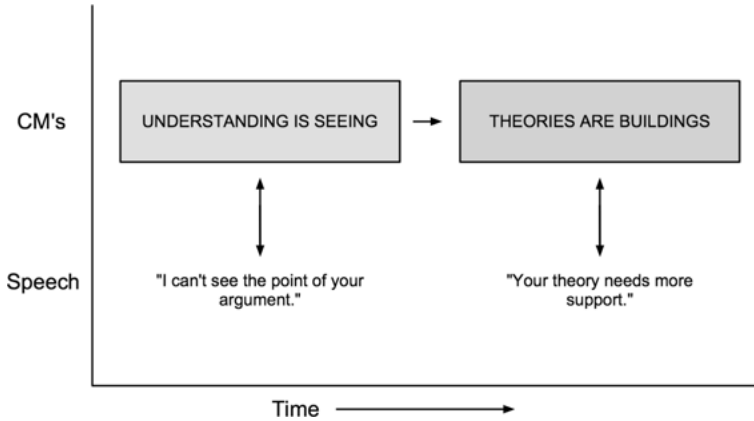 CM's
UNDERSTANDING IS SEEING
THEORIES ARE BUILDINGS
Speech
"I can't see the point of your
argument."
"Your theory needs more
support."
Time